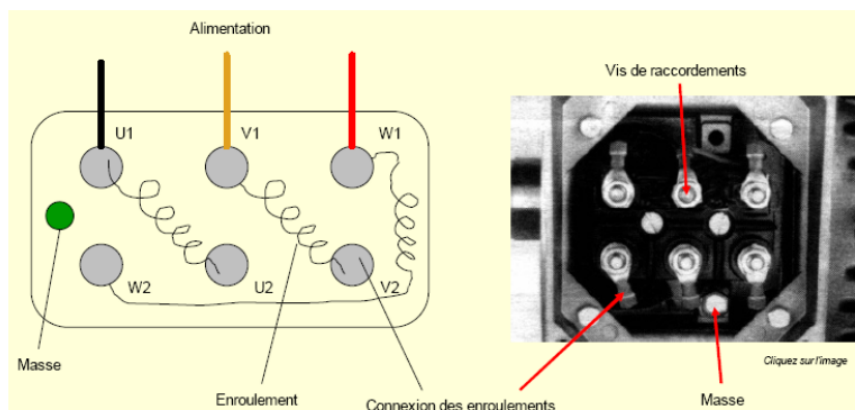 Alimentation
Vis de raccordements
U1
V1
W1
W2
U2
V2
Masse
Cliquez sur l'image
Enroulement
Connexion des enroulements
Masse